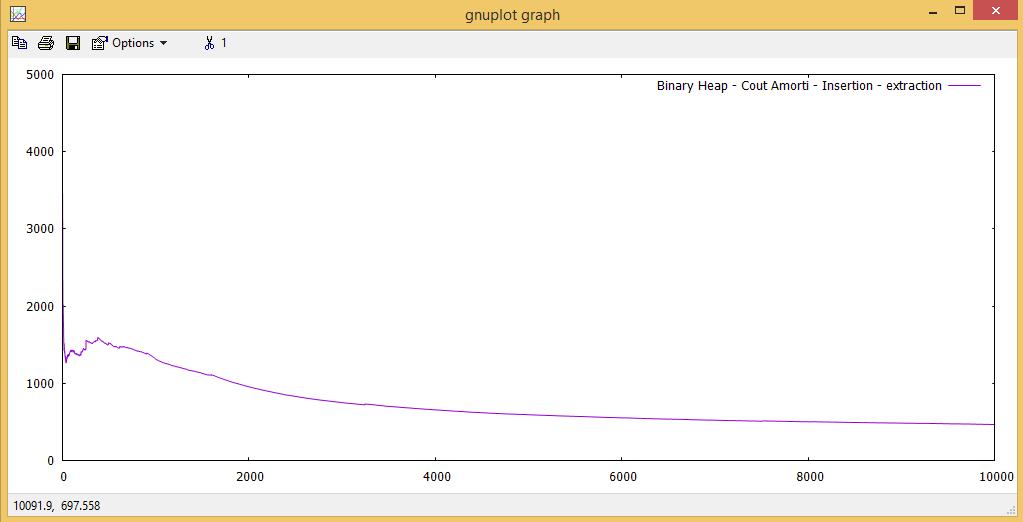 gnuplot graph
Options 1
5000
Binary Heap - Cout Amorti - Insertion - extraction
4000
3000
2000
1000
0
0 2000 4000 6000 8000 10000
10091.9, 697.558